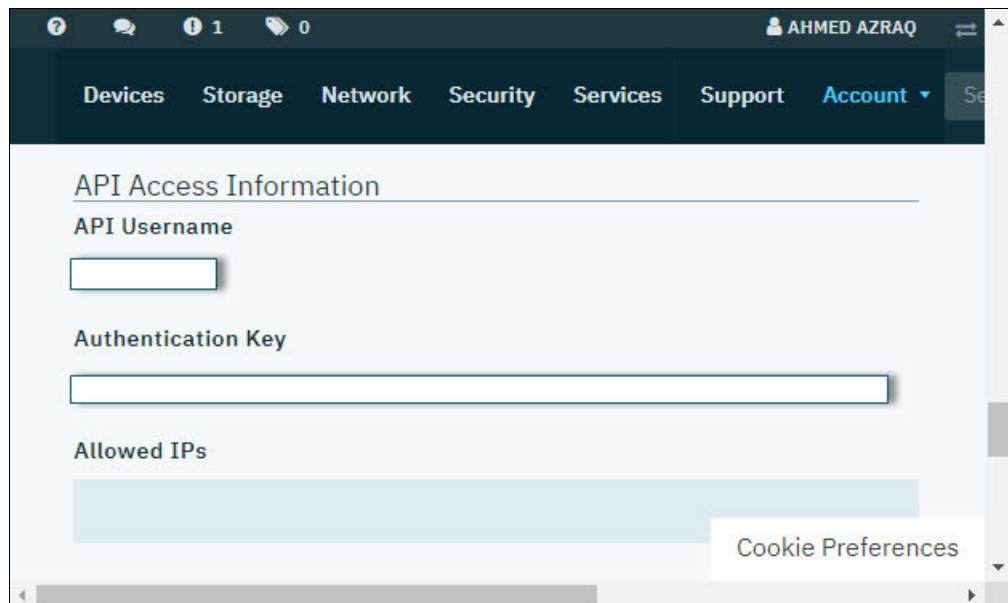 1 0 AHMED AZRAQ
Devices Storage Network Security Services Support Account Se
API Access Information
API Username
Authentication Key
Allowed IPs
Cookie Preferences